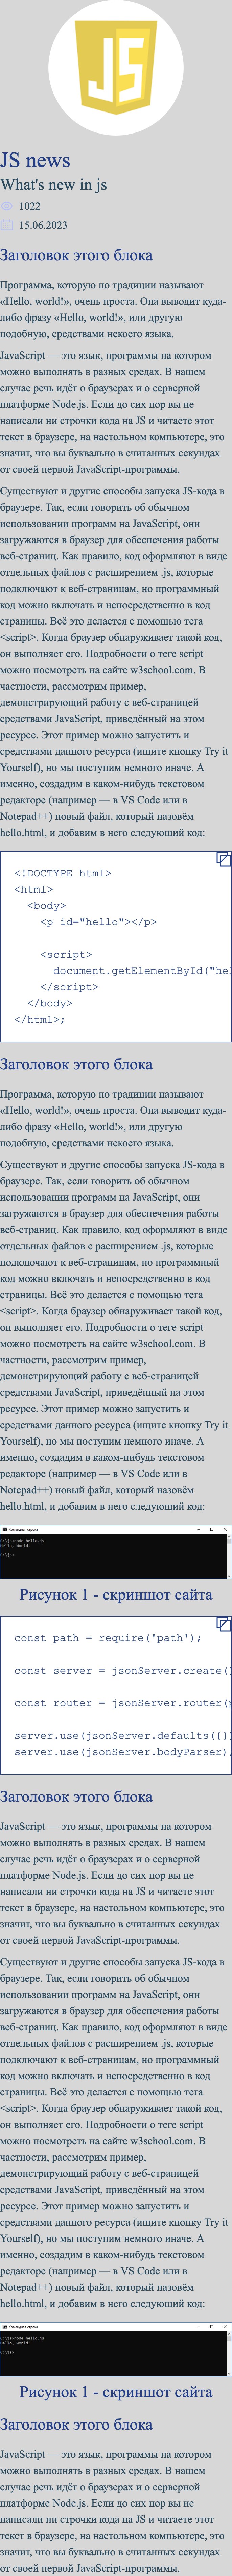 JS
JS news
What's new in js
1022
15.06.2023
Заголовок этого блока
Программа, которую по традиции называют
«Hello, world!», очень проста. Она выводит куда-
либо фразу «Hello, world!», или другую
подобную, средствами некоего языка.
JavaScript — это язык, программы на котором
можно выполнять в разных средах. В нашем
случае речь идёт о браузерах и о серверной
платформе Node.js. Если до сих пор вы не
написали ни строчки кода на JS и читаете этот
текст в браузере, на настольном компьютере, это
значит, что вы буквально в считанных секундах
от своей первой JavaScript-программы.
Существуют и другие способы запуска JS-кода в
браузере. Так, если говорить об обычном
использовании программ на JavaScript, они
загружаются в браузер для обеспечения работы
веб-страниц. Как правило, код оформляют в виде
отдельных файлов с расширением .js, которые
подключают к веб-страницам, но программный
код можно включать и непосредственно в код
страницы. Всё это делается с помощью тега
<script>. Когда браузер обнаруживает такой код,
он выполняет его. Подробности о теге script
можно посмотреть на сайте w3school.com. В
частности, рассмотрим пример,
демонстрирующий работу с веб-страницей
средствами JavaScript, приведённый на этом
ресурсе. Этот пример можно запустить и
средствами данного ресурса (ищите кнопку Try it
Yourself), но мы поступим немного иначе. А
именно, создадим в каком-нибудь текстовом
редакторе (например — в VS Code или в
Notepad++) новый файл, который назовём
hello.html, и добавим в него следующий код:
<!DOCTYPE html>
<html>
<body>
<p id="hello"></p>
<script>
document.getElementById("hel
</script>
</body>
</html>;
Заголовок этого блока
Программа, которую по традиции называют
«Hello, world!», очень проста. Она выводит куда-
либо фразу «Hello, world!», или другую
подобную, средствами некоего языка.
Существуют и другие способы запуска JS-кода в
браузере. Так, если говорить об обычном
использовании программ на JavaScript, они
загружаются в браузер для обеспечения работы
веб-страниц. Как правило, код оформляют в виде
отдельных файлов с расширением .js, которые
подключают к веб-страницам, но программный
код можно включать и непосредственно в код
страницы. Всё это делается с помощью тега
<script>. Когда браузер обнаруживает такой код,
он выполняет его. Подробности о теге script
можно посмотреть на сайте w3school.com. В
частности, рассмотрим пример,
демонстрирующий работу с веб-страницей
средствами JavaScript, приведённый на этом
ресурсе. Этот пример можно запустить и
средствами данного ресурса (ищите кнопку Try it
Yourself), но мы поступим немного иначе. А
именно, создадим в каком-нибудь текстовом
редакторе (например — в VS Code или в
Notepad++) новый файл, который назовём
hello.html, и добавим в него следующий код:
Командная строка
C:\js>node hello.js
Hello, World!
C:\js>
Рисунок 1 - скриншот сайта
const path = require('path');
const server = jsonServer.create()
const router = jsonServer.router(p
server.use(jsonServer.defaults({})
server.use(jsonServer.bodyParser)
Заголовок этого блока
JavaScript — это язык, программы на котором
можно выполнять в разных средах. В нашем
случае речь идёт о браузерах и о серверной
платформе Node.js. Если до сих пор вы не
написали ни строчки кода на JS и читаете этот
текст в браузере, на настольном компьютере, это
значит, что вы буквально в считанных секундах
от своей первой JavaScript-программы.
Существуют и другие способы запуска JS-кода в
браузере. Так, если говорить об обычном
использовании программ на JavaScript, они
загружаются в браузер для обеспечения работы
веб-страниц. Как правило, код оформляют в виде
отдельных файлов с расширением .js, которые
подключают к веб-страницам, но программный
код можно включать и непосредственно в код
страницы. Всё это делается с помощью тега
<script>. Когда браузер обнаруживает такой код,
он выполняет его. Подробности о теге script
можно посмотреть на сайте w3school.com. В
частности, рассмотрим пример,
демонстрирующий работу с веб-страницей
средствами JavaScript, приведённый на этом
ресурсе. Этот пример можно запустить и
средствами данного ресурса (ищите кнопку Try it
Yourself), но мы поступим немного иначе. А
именно, создадим в каком-нибудь текстовом
редакторе (например — в VS Code или в
Notepad++) новый файл, который назовём
hello.html, и добавим в него следующий код:
Командная строка
C:\js>node hello.js
Hello, World!
C:\js>
Рисунок 1 - скриншот сайта
Заголовок этого блока
JavaScript — это язык, программы на котором
можно выполнять в разных средах. В нашем
случае речь идёт о браузерах и о серверной
платформе Node.js. Если до сих пор вы не
написали ни строчки кода на JS и читаете этот
текст в браузере, на настольном компьютере, это
значит, что вы буквально в считанных секундах
от своей первой JavaScript-программы.